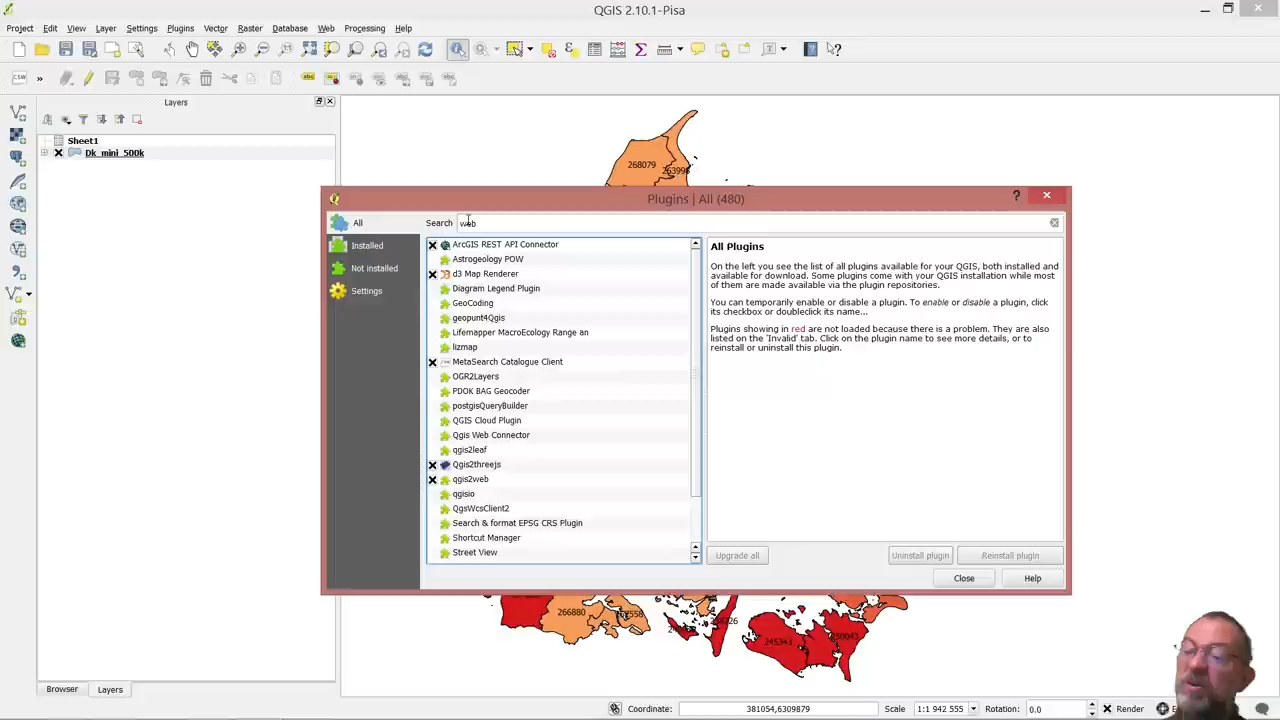 QGIS 2.10.1-Pisa
Project Edit View Layer Settings Plugins Vector Raster Database Web Processing Help
CSW
Layers
Sheet1
Dk_mini_500k
268079
263996
Plugins | All (480)
All
Installed
Not installed
Settings
Search web
ArcGIS REST API Connector
Astrogeology POW
d3 Map Renderer
Diagram Legend Plugin
GeoCoding
geopunt4Qgis
Lifemapper MacroEcology Range an
lizmap
MetaSearch Catalogue Client
OGR2Layers
PDOK BAG Geocoder
postgisQueryBuilder
QGIS Cloud Plugin
Qgis Web Connector
qgis2leaf
Qgis2threejs
qgis2web
qgisio
QgsWcsClient2
Search & format EPSG CRS Plugin
Shortcut Manager
Street View
All Plugins
On the left you see the list of all plugins available for your QGIS, both installed and
available for download. Some plugins come with your QGIS installation while most
of them are made available via the plugin repositories.
You can temporarily enable or disable a plugin. To enable or disable a plugin, click
its checkbox or doubleclick its name...
Plugins showing in red are not loaded because there is a problem. They are also
listed on the 'Invalid' tab. Click on the plugin name to see more details, or to
reinstall or uninstall this plugin.
Upgrade all Uninstall plugin Reinstall plugin
Close Help
266880
245343
250043
Browser Layers
Coordinate: 381054,6309879 Scale 1:1 942 555 Rotation: 0.0 Render